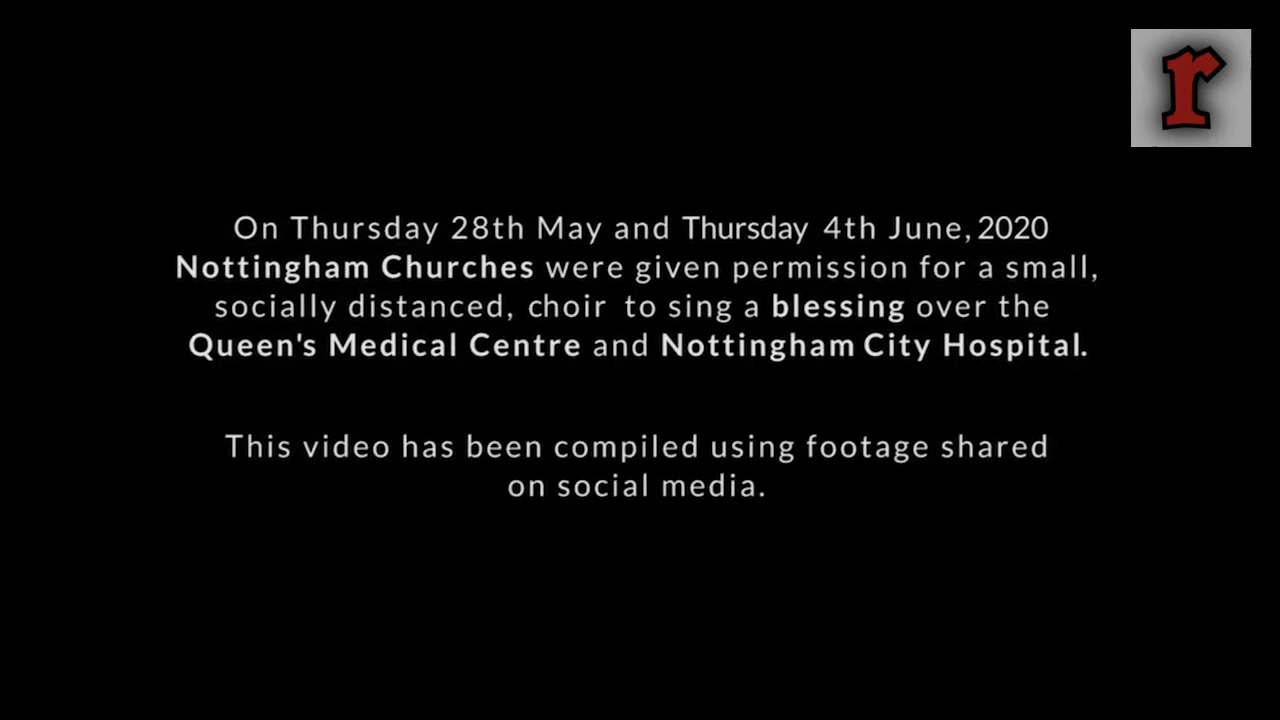 r
On Thursday 28th May and Thursday 4th June, 2020
Nottingham Churches were given permission for a small,
socially distanced, choir to sing a blessing over the
Queen's Medical Centre and Nottingham City Hospital.
This video has been compiled using footage shared
on social media.